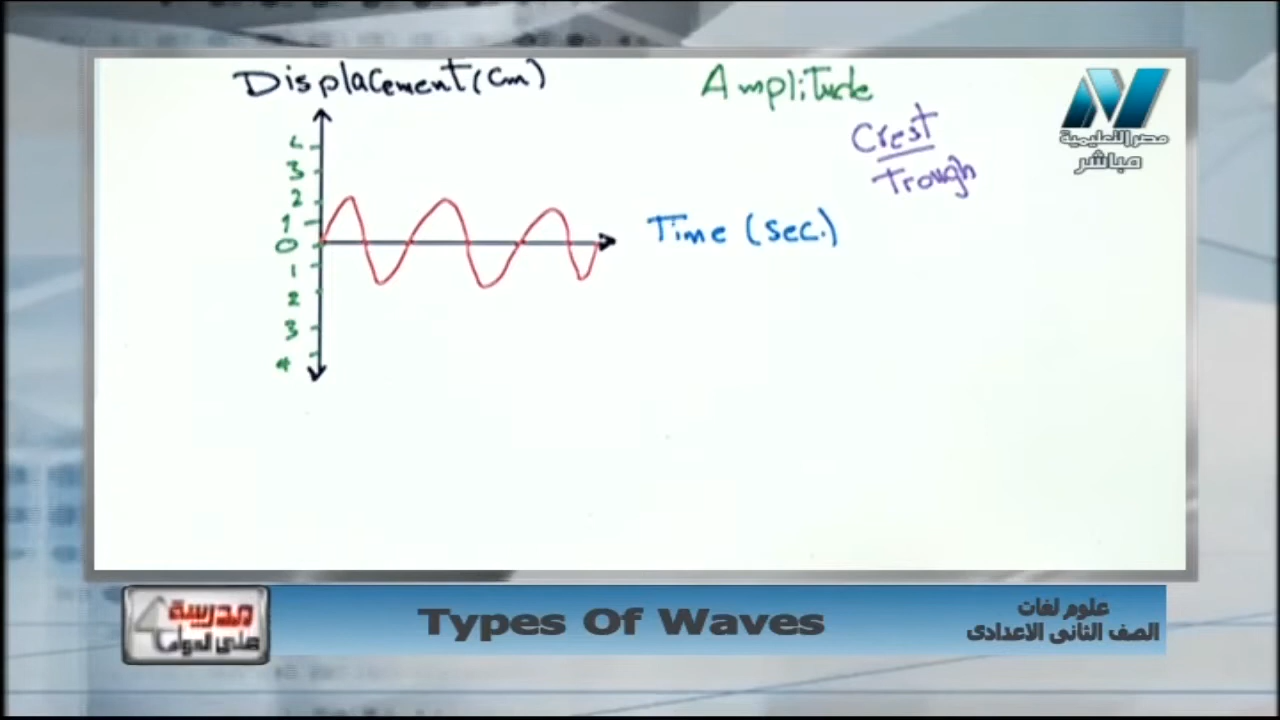 Displacement (Cm)
Amplitude
Crest
Trough
Time (sec.)
4
3
2
1
0
1
2
3
4
مصر التعليمية
مباشر
Types Of Waves
علوم لغات
الصف الثانى الاعدادى
مدرسة
على الهواء